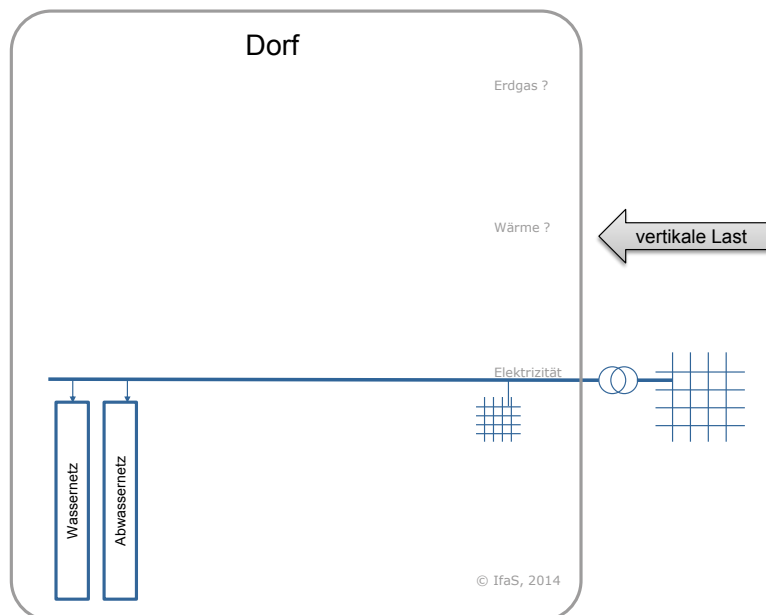 Dorf
Erdgas ?
Wärme ?
vertikale Last
Elektrizität
Wassernetz
Abwassernetz
© IfaS, 2014